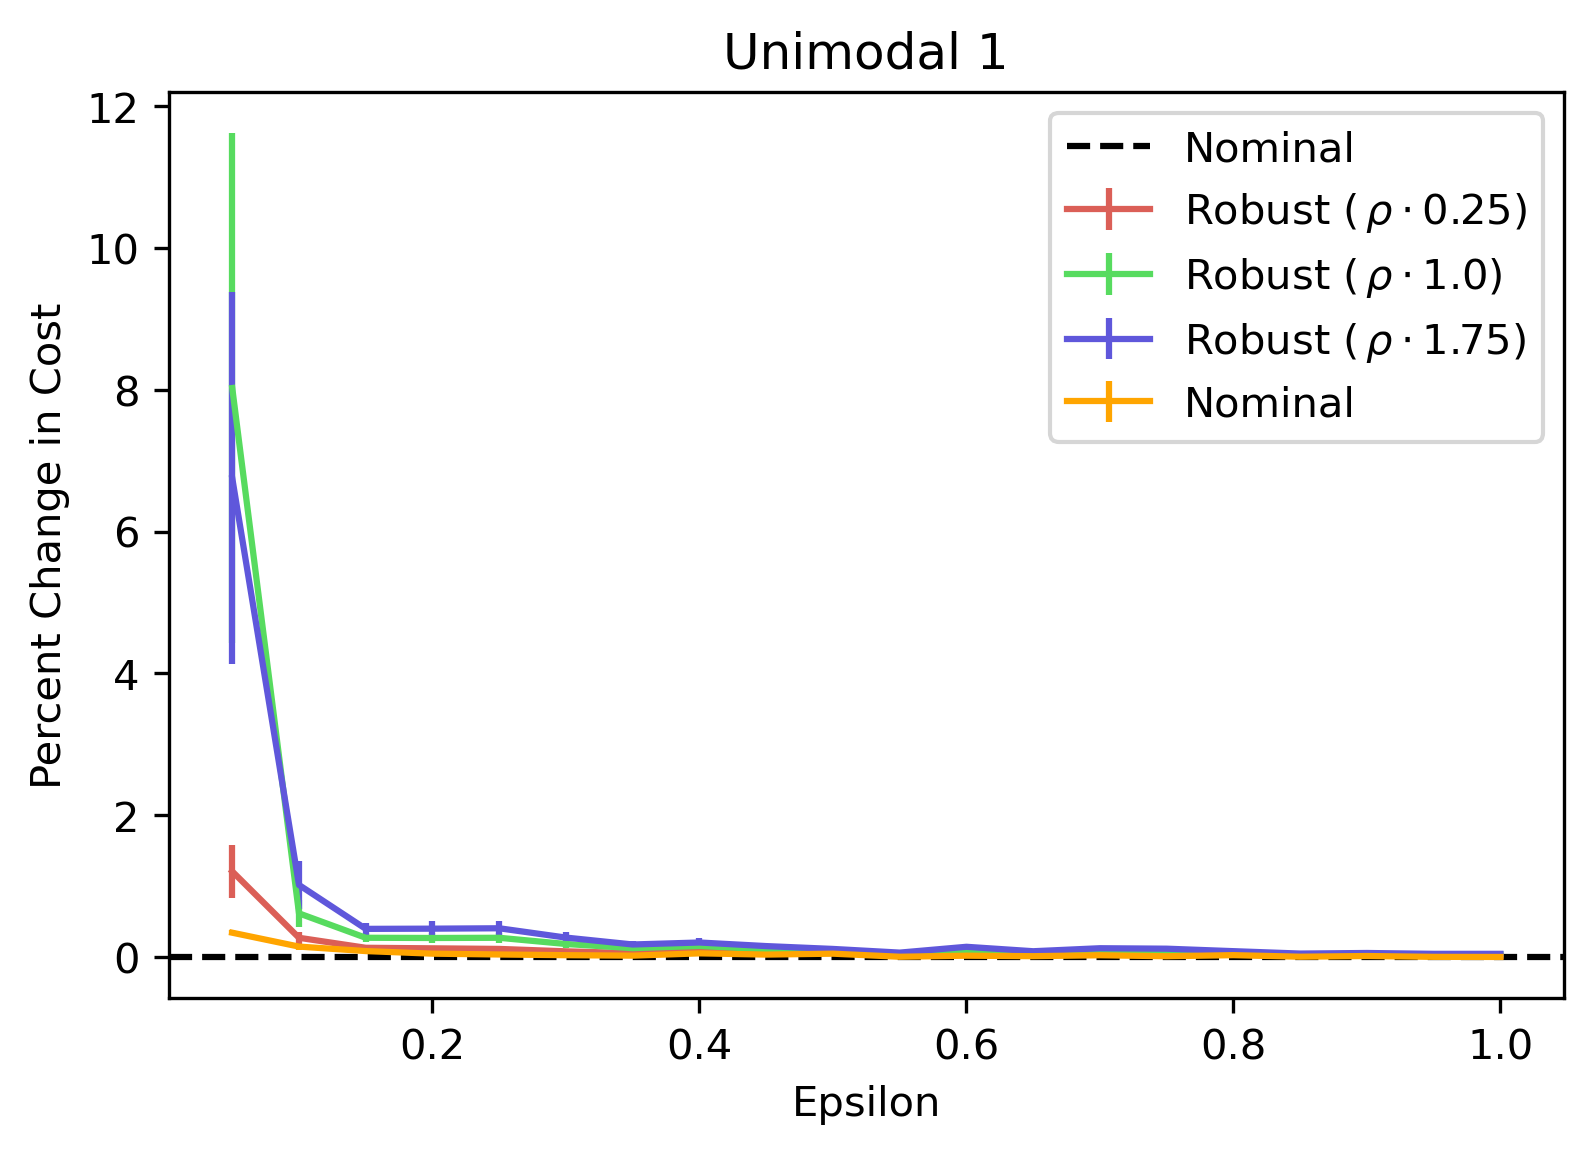 Unimodal 1
Percent Change in Cost
12
10
8
6
4
2
0
Nominal
Robust ( ρ · 0.25)
Robust ( ρ · 1.0)
Robust ( ρ · 1.75)
Nominal
0.2 0.4 0.6 0.8 1.0
Epsilon